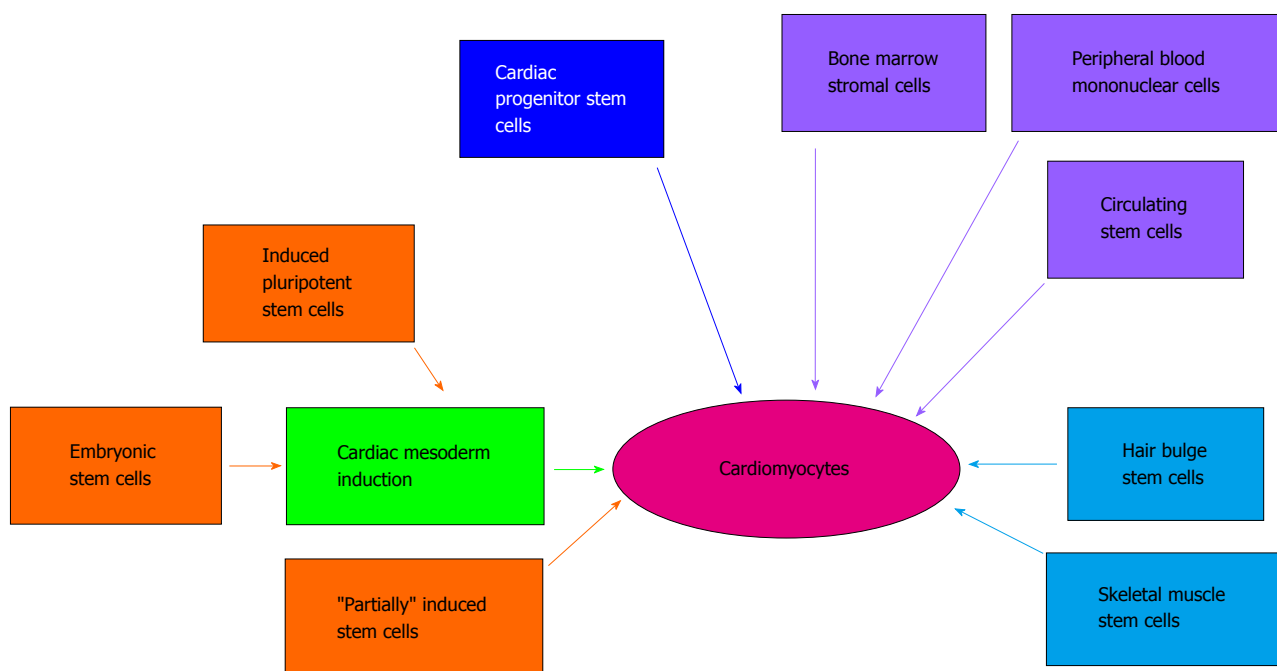 Cardiac
progenitor stem
cells
Bone marrow
stromal cells
Peripheral blood
mononuclear cells
Circulating
stem cells
Induced
pluripotent
stem cells
Embryonic
stem cells
Cardiac mesoderm
induction
Cardiomyocytes
Hair bulge
stem cells
"Partially" induced
stem cells
Skeletal muscle
stem cells